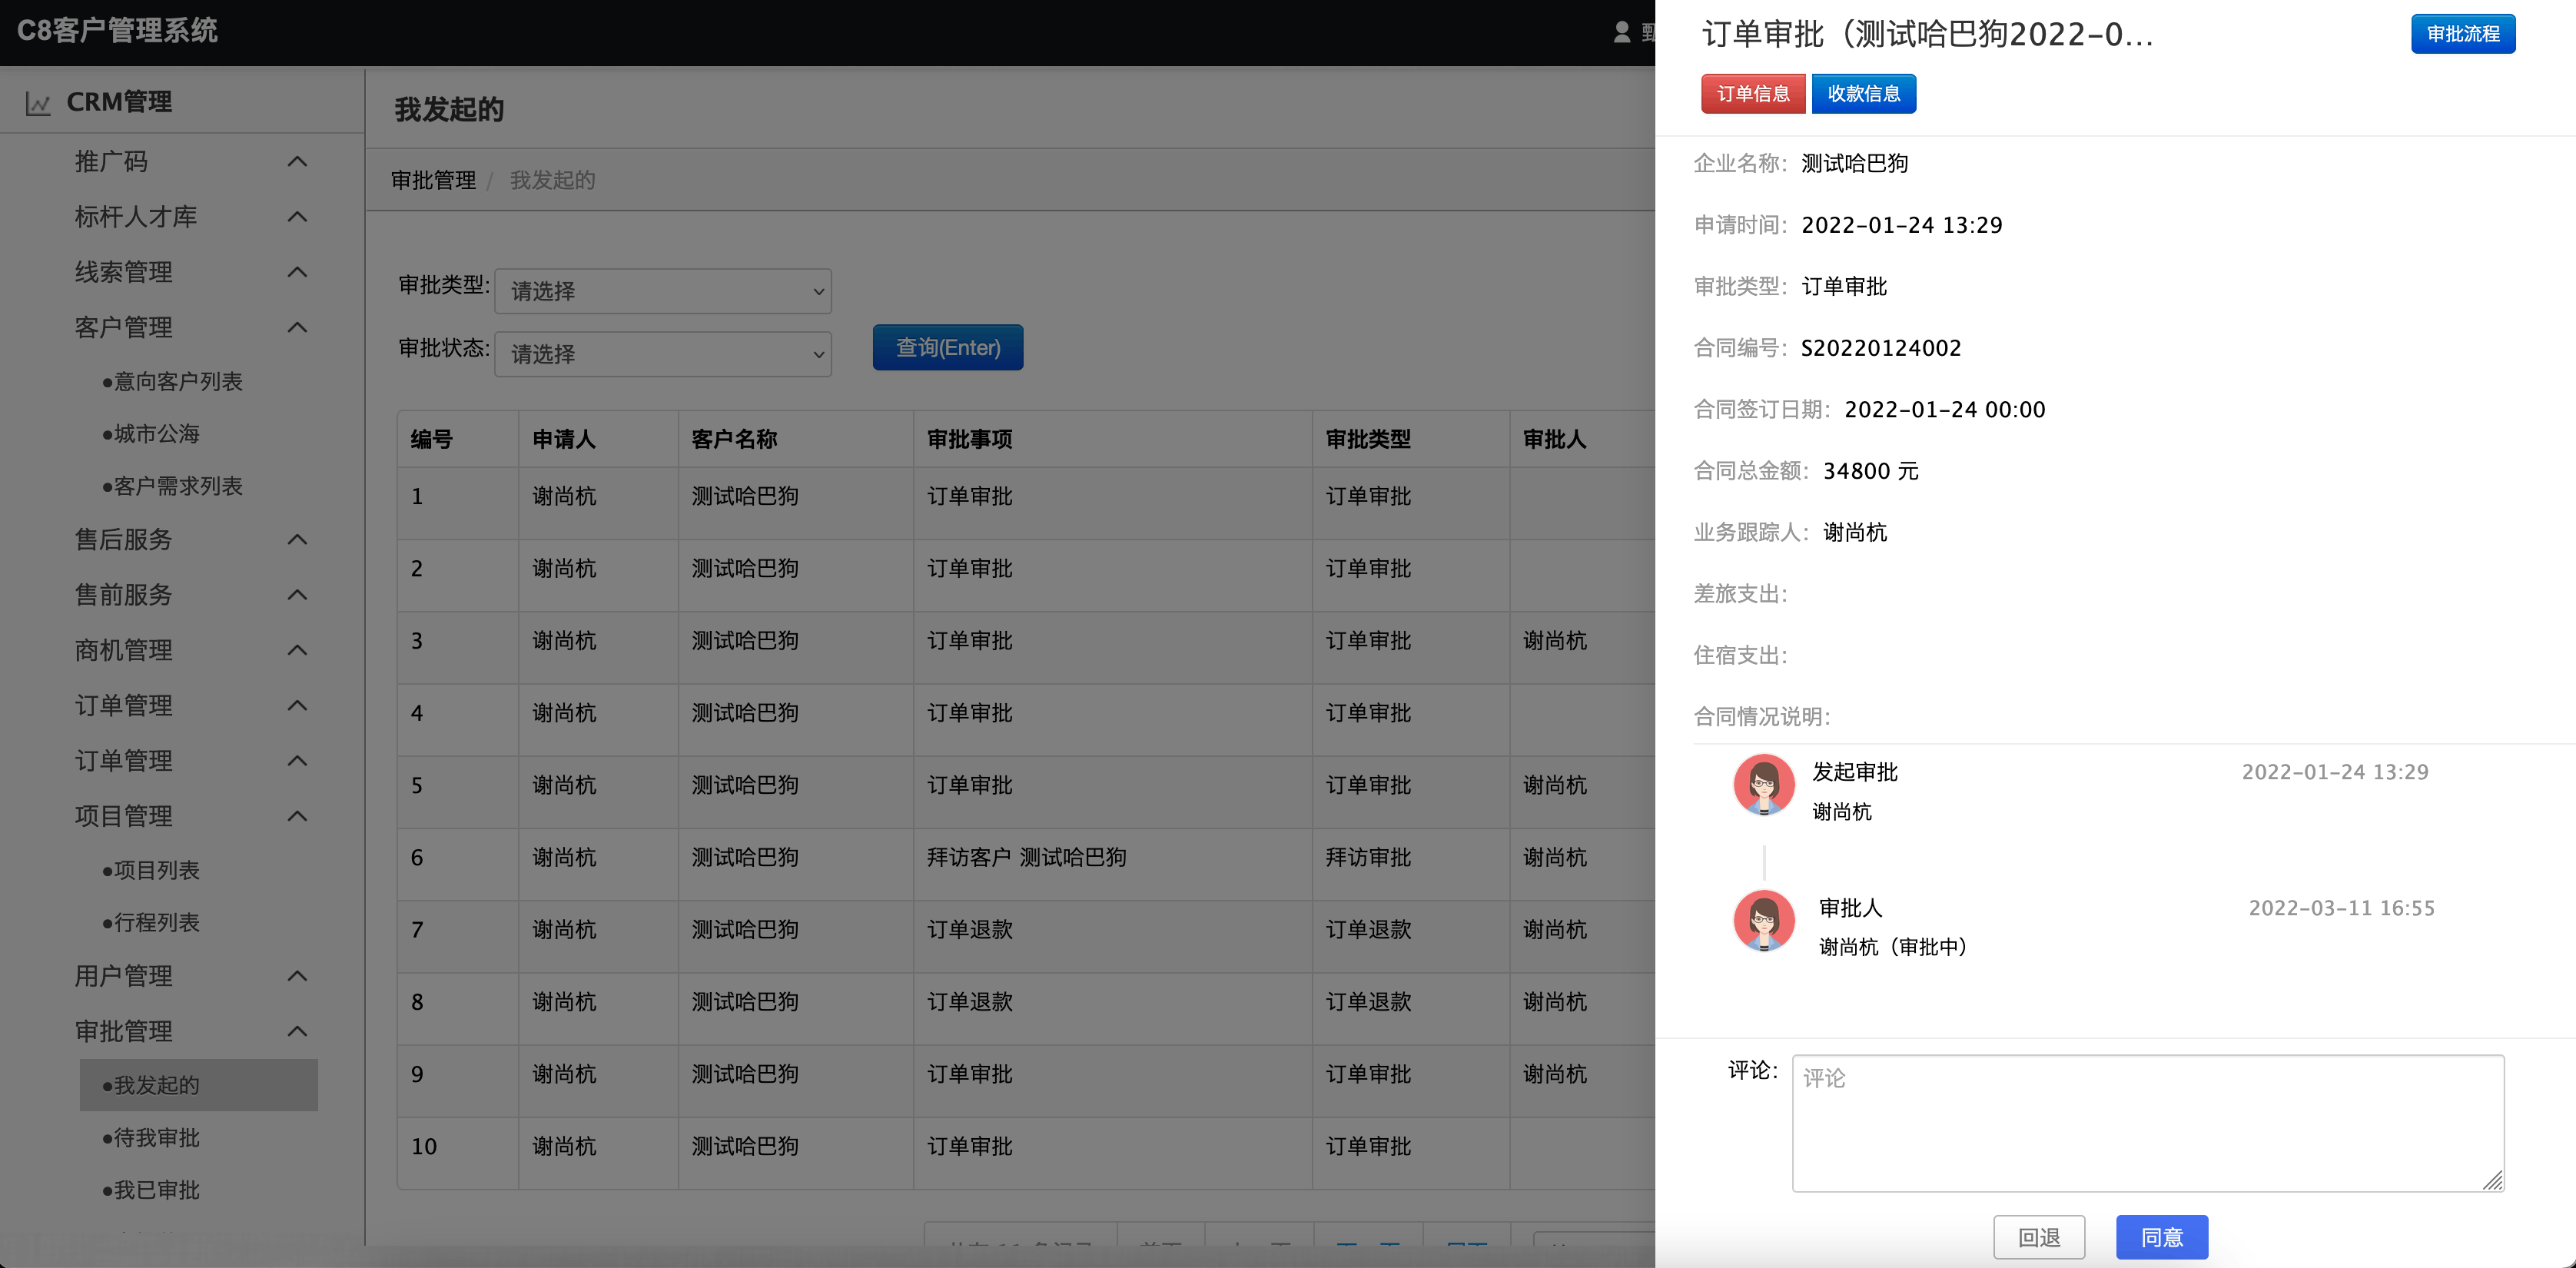 C8客户管理系统
CRM管理
推广码
标杆人才库
线索管理
客户管理
●意向客户列表
●城市公海
●客户需求列表
售后服务
售前服务
商机管理
订单管理
订单管理
项目管理
●项目列表
●行程列表
用户管理
审批管理
●我发起的
●待我审批
●我已审批
我发起的
审批管理 / 我发起的
审批类型: 请选择
审批状态: 请选择
查询(Enter)
编号 申请人 客户名称 审批事项 审批类型 审批人
1 谢尚杭 测试哈巴狗 订单审批 订单审批
2 谢尚杭 测试哈巴狗 订单审批 订单审批
3 谢尚杭 测试哈巴狗 订单审批 订单审批 谢尚杭
4 谢尚杭 测试哈巴狗 订单审批 订单审批
5 谢尚杭 测试哈巴狗 订单审批 订单审批 谢尚杭
6 谢尚杭 测试哈巴狗 拜访客户 测试哈巴狗 拜访审批 谢尚杭
7 谢尚杭 测试哈巴狗 订单退款 订单退款 谢尚杭
8 谢尚杭 测试哈巴狗 订单退款 订单退款 谢尚杭
9 谢尚杭 测试哈巴狗 订单审批 订单审批 谢尚杭
10 谢尚杭 测试哈巴狗 订单审批 订单审批
订单审批（测试哈巴狗2022-0...
审批流程
订单信息 收款信息
企业名称：测试哈巴狗
申请时间：2022-01-24 13:29
审批类型：订单审批
合同编号：S20220124002
合同签订日期：2022-01-24 00:00
合同总金额：34800 元
业务跟踪人：谢尚杭
差旅支出：
住宿支出：
合同情况说明：
发起审批 2022-01-24 13:29
谢尚杭
审批人 2022-03-11 16:55
谢尚杭（审批中）
评论： 评论
回退 同意